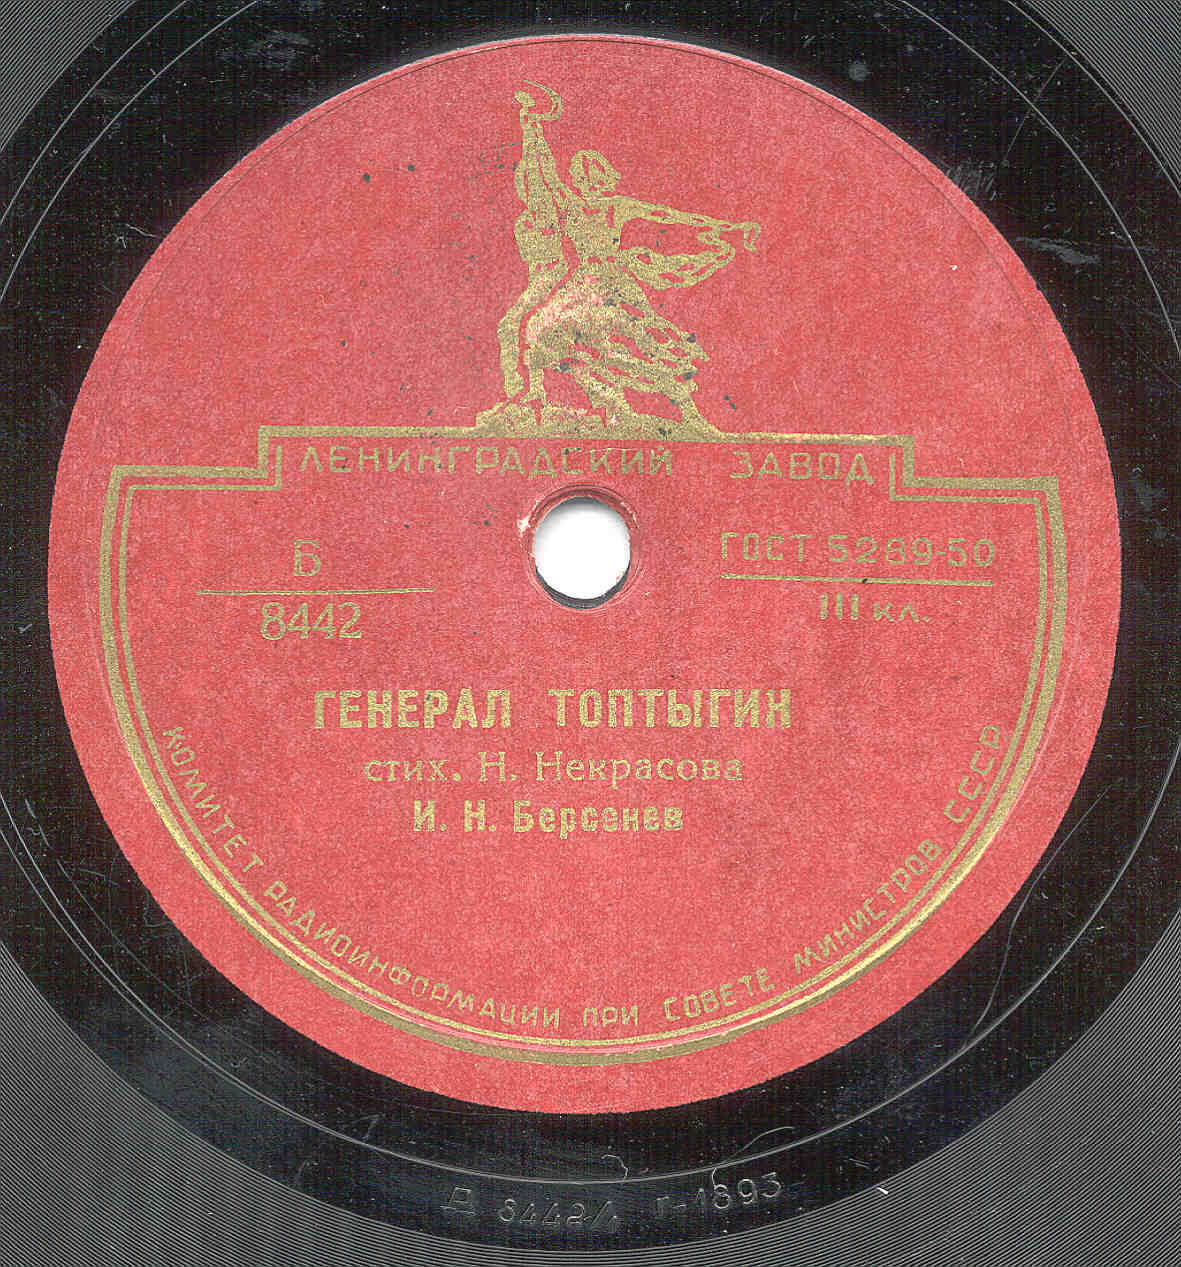 ЛЕНИНГРАДСКИЙ ЗАВОД
Б
8442
ГОСТ 5289-50
III кл.
ГЕНЕРАЛ ТОПТЫГИН
стих. Н. Некрасова
И. Н. Берсенев
КОМИТЕТ РАДИОИНФОРМАЦИИ ПРИ СОВЕТЕ МИНИСТРОВ СССР
8442/ Г-1893